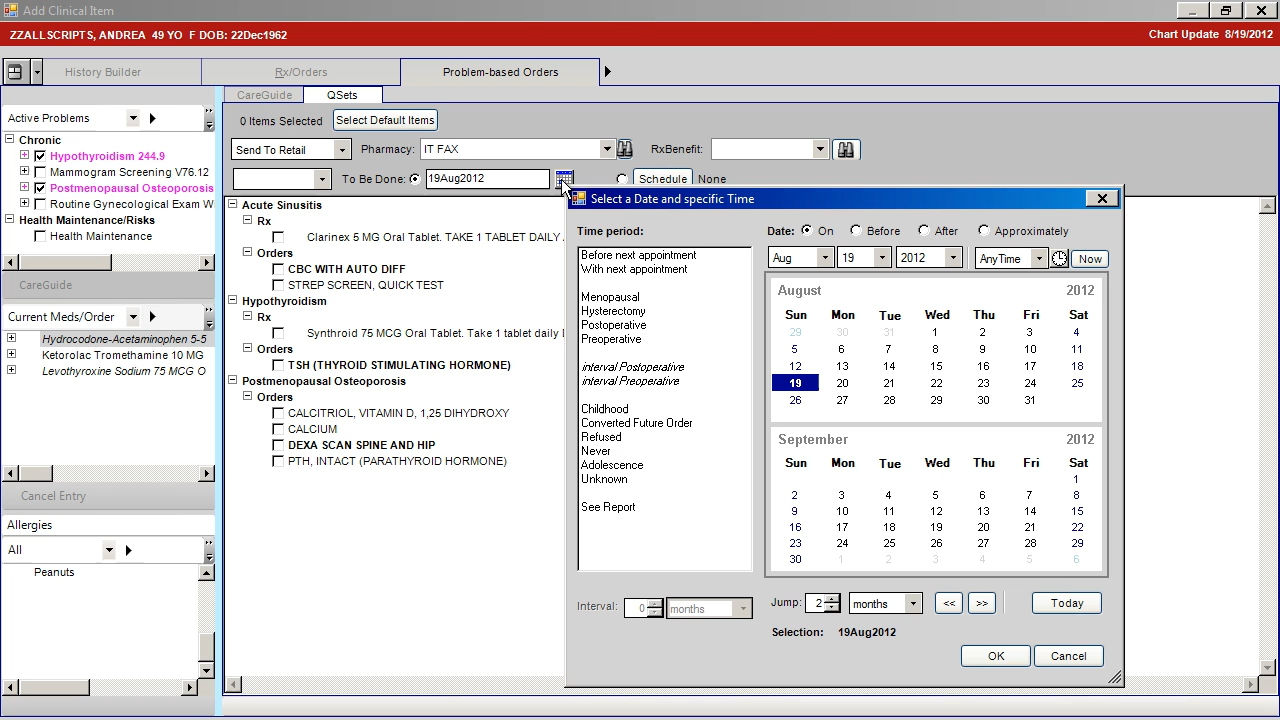 Add Clinical Item
ZZALLSCRIPTS, ANDREA 49 YO F DOB: 22Dec1962
Chart Update 8/19/2012
History Builder
Rx/Orders
Problem-based Orders
CareGuide
QSets
0 Items Selected
Select Default Items
Send To Retail
Pharmacy:
IT FAX
RxBenefit:
To Be Done:
19Aug2012
Schedule
None
Active Problems
Chronic
Hypothyroidism 244.9
Mammogram Screening V76.12
Postmenopausal Osteoporosis
Routine Gynecological Exam W
Health Maintenance/Risks
Health Maintenance
CareGuide
Current Meds/Order
Hydrocodone-Acetaminophen 5-5
Ketorolac Tromethamine 10 MG
Levothyroxine Sodium 75 MCG O
Cancel Entry
Allergies
All
Peanuts
Acute Sinusitis
Rx
Clarinex 5 MG Oral Tablet. TAKE 1 TABLET DAILY
Orders
CBC WITH AUTO DIFF
STREP SCREEN, QUICK TEST
Hypothyroidism
Rx
Synthroid 75 MCG Oral Tablet. Take 1 tablet daily
Orders
TSH (THYROID STIMULATING HORMONE)
Postmenopausal Osteoporosis
Orders
CALCITRIOL, VITAMIN D, 1,25 DIHYDROXY
CALCIUM
DEXA SCAN SPINE AND HIP
PTH, INTACT (PARATHYROID HORMONE)
Select a Date and specific Time
Time period:
Before next appointment
With next appointment
Menopausal
Hysterectomy
Postoperative
Preoperative
interval Postoperative
interval Preoperative
Childhood
Converted Future Order
Refused
Never
Adolescence
Unknown
See Report
Interval: 0 months
Date: On Before After Approximately
Aug 19 2012 AnyTime Now
August 2012
Sun Mon Tue Wed Thu Fri Sat
29 30 31 1 2 3 4
5 6 7 8 9 10 11
12 13 14 15 16 17 18
19 20 21 22 23 24 25
26 27 28 29 30 31
September 2012
Sun Mon Tue Wed Thu Fri Sat
1
2 3 4 5 6 7 8
9 10 11 12 13 14 15
16 17 18 19 20 21 22
23 24 25 26 27 28 29
30 1 2 3 4 5 6
Jump: 2 months << >> Today
Selection: 19Aug2012
OK Cancel